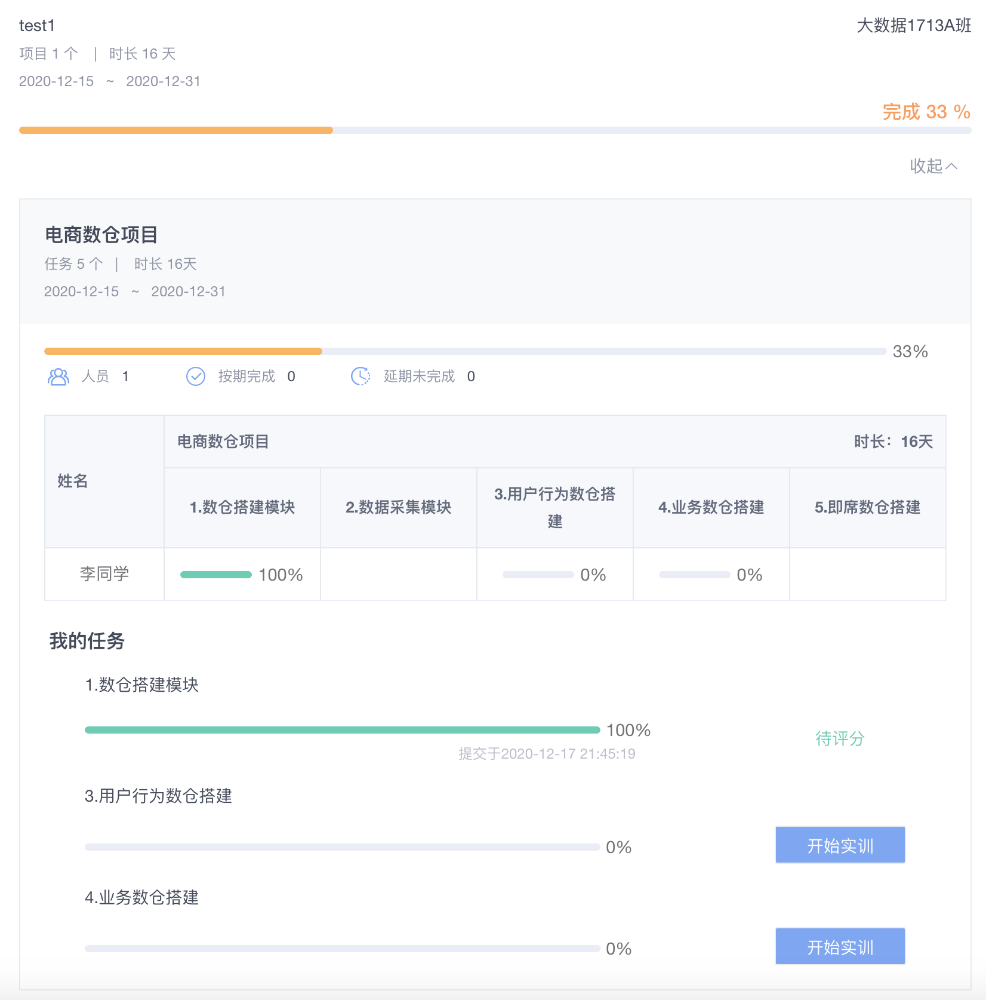 test1
大数据1713A班
项目 1 个 | 时长 16 天
2020-12-15 ~ 2020-12-31
完成 33 %
收起
电商数仓项目
任务 5 个 | 时长 16天
2020-12-15 ~ 2020-12-31
33%
人员 1 按期完成 0 延期未完成 0
姓名
电商数仓项目 时长：16天
1.数仓搭建模块
2.数据采集模块
3.用户行为数仓搭
建
4.业务数仓搭建
5.即席数仓搭建
李同学 100% 0% 0%
我的任务
1.数仓搭建模块
100%
提交于2020-12-17 21:45:19
待评分
3.用户行为数仓搭建
0%
开始实训
4.业务数仓搭建
0%
开始实训